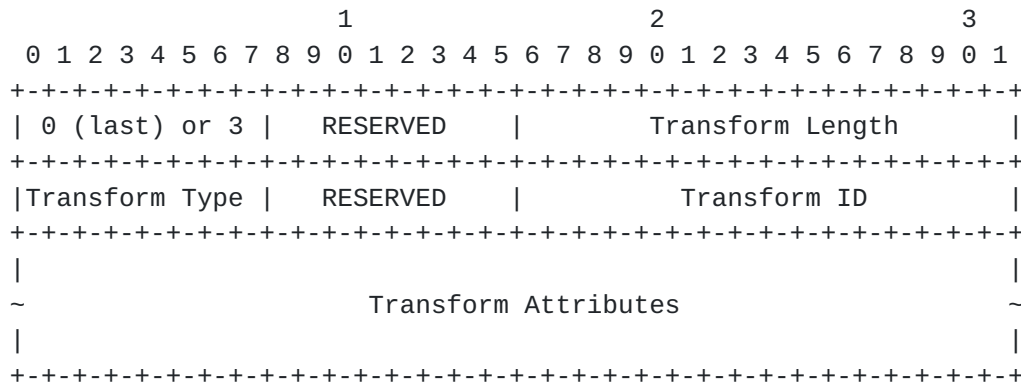 1                   2                   3
 0 1 2 3 4 5 6 7 8 9 0 1 2 3 4 5 6 7 8 9 0 1 2 3 4 5 6 7 8 9 0 1
+-+-+-+-+-+-+-+-+-+-+-+-+-+-+-+-+-+-+-+-+-+-+-+-+-+-+-+-+-+-+-+-+
| 0 (last) or 3 |   RESERVED    |        Transform Length       |
+-+-+-+-+-+-+-+-+-+-+-+-+-+-+-+-+-+-+-+-+-+-+-+-+-+-+-+-+-+-+-+-+
|Transform Type |   RESERVED    |          Transform ID         |
+-+-+-+-+-+-+-+-+-+-+-+-+-+-+-+-+-+-+-+-+-+-+-+-+-+-+-+-+-+-+-+-+
|                                                               |
~                      Transform Attributes                     ~
|                                                               |
+-+-+-+-+-+-+-+-+-+-+-+-+-+-+-+-+-+-+-+-+-+-+-+-+-+-+-+-+-+-+-+-+